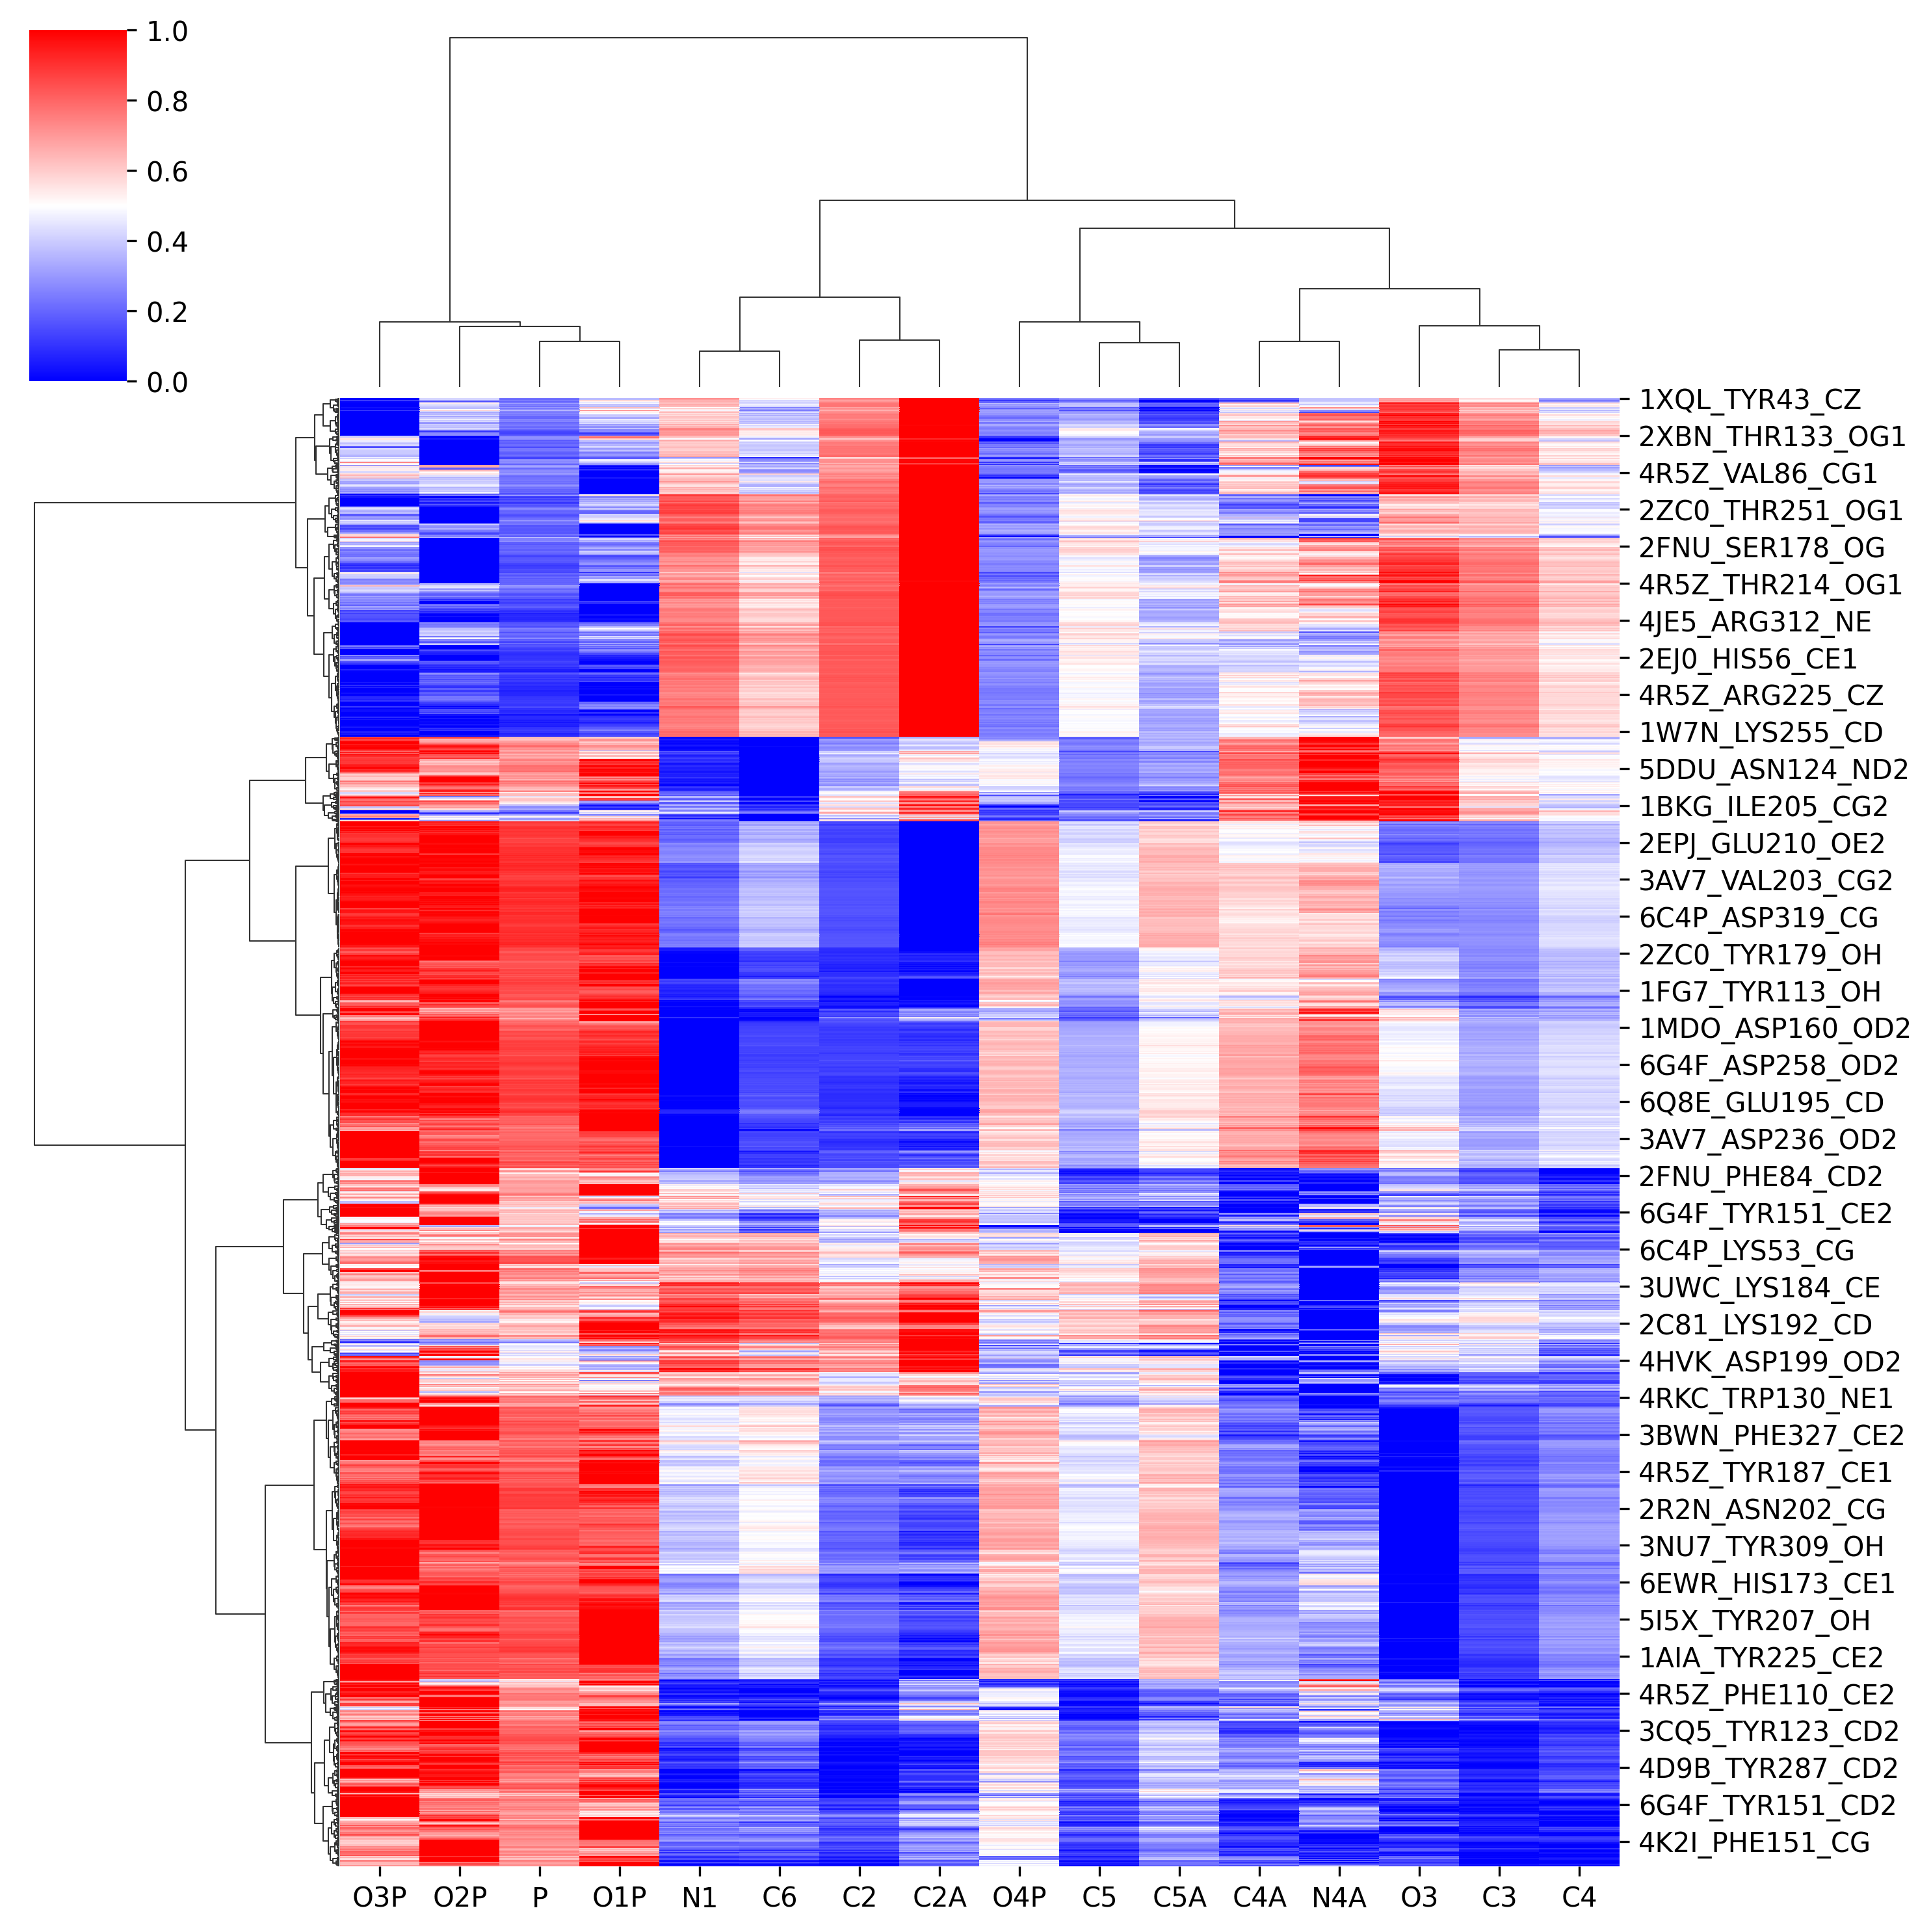 1.0
0.8
0.6
0.4
0.2
0.0
1XQL_TYR43_CZ
2XBN_THR133_OG1
4R5Z_VAL86_CG1
2ZC0_THR251_OG1
2FNU_SER178_OG
4R5Z_THR214_OG1
4JE5_ARG312_NE
2EJ0_HIS56_CE1
4R5Z_ARG225_CZ
1W7N_LYS255_CD
5DDU_ASN124_ND2
1BKG_ILE205_CG2
2EPJ_GLU210_OE2
3AV7_VAL203_CG2
6C4P_ASP319_CG
2ZC0_TYR179_OH
1FG7_TYR113_OH
1MDO_ASP160_OD2
6G4F_ASP258_OD2
6Q8E_GLU195_CD
3AV7_ASP236_OD2
2FNU_PHE84_CD2
6G4F_TYR151_CE2
6C4P_LYS53_CG
3UWC_LYS184_CE
2C81_LYS192_CD
4HVK_ASP199_OD2
4RKC_TRP130_NE1
3BWN_PHE327_CE2
4R5Z_TYR187_CE1
2R2N_ASN202_CG
3NU7_TYR309_OH
6EWR_HIS173_CE1
5I5X_TYR207_OH
1AIA_TYR225_CE2
4R5Z_PHE110_CE2
3CQ5_TYR123_CD2
4D9B_TYR287_CD2
6G4F_TYR151_CD2
4K2I_PHE151_CG
O3P O2P P O1P N1 C6 C2 C2A O4P C5 C5A C4A N4A O3 C3 C4